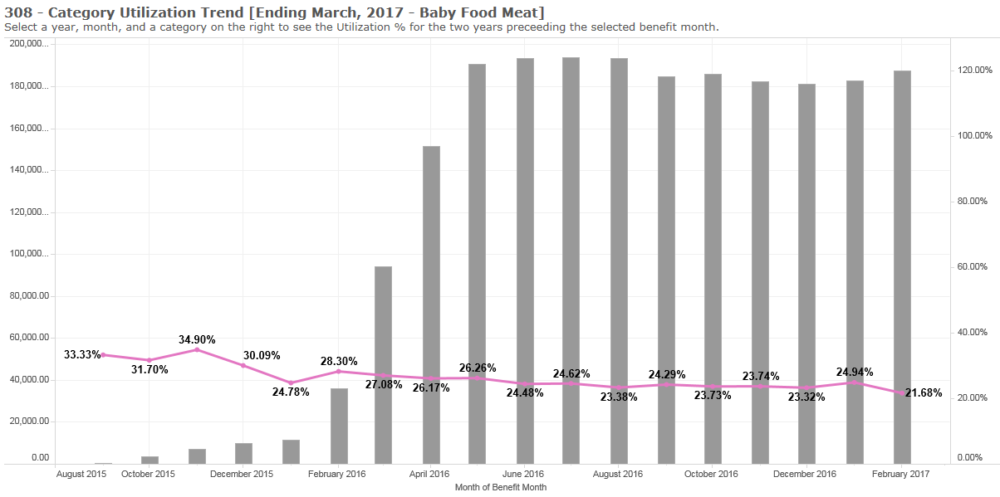 308 - Category Utilization Trend [Ending March, 2017 - Baby Food Meat]
Select a year, month, and a category on the right to see the Utilization % for the two years preceeding the selected benefit month.
200,000...
180,000...
160,000...
140,000...
120,000...
100,000...
80,000.00
60,000.00
40,000.00
20,000.00
0.00
120.00%
100.00%
80.00%
60.00%
40.00%
20.00%
0.00%
33.33%
31.70%
34.90%
30.09%
24.78%
28.30%
27.08%
26.17%
26.26%
24.48%
24.62%
23.38%
24.29%
23.73%
23.74%
23.32%
24.94%
21.68%
August 2015
October 2015
December 2015
February 2016
April 2016
June 2016
August 2016
October 2016
December 2016
February 2017
Month of Benefit Month